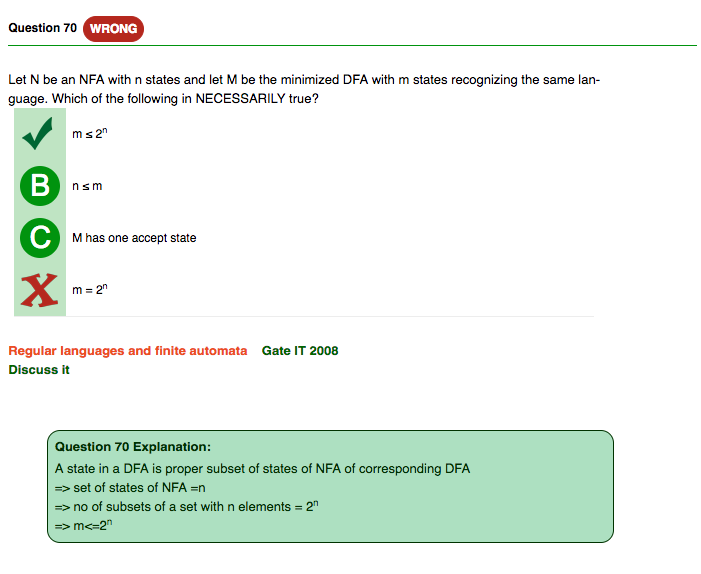 Question 70 WRONG
Let N be an NFA with n states and let M be the minimized DFA with m states recognizing the same lan-
guage. Which of the following in NECESSARILY true?
m ≤ 2ⁿ
B n ≤ m
C M has one accept state
X m = 2ⁿ
Regular languages and finite automata Gate IT 2008
Discuss it
Question 70 Explanation:
A state in a DFA is proper subset of states of NFA of corresponding DFA
=> set of states of NFA =n
=> no of subsets of a set with n elements = 2ⁿ
=> m<=2ⁿ